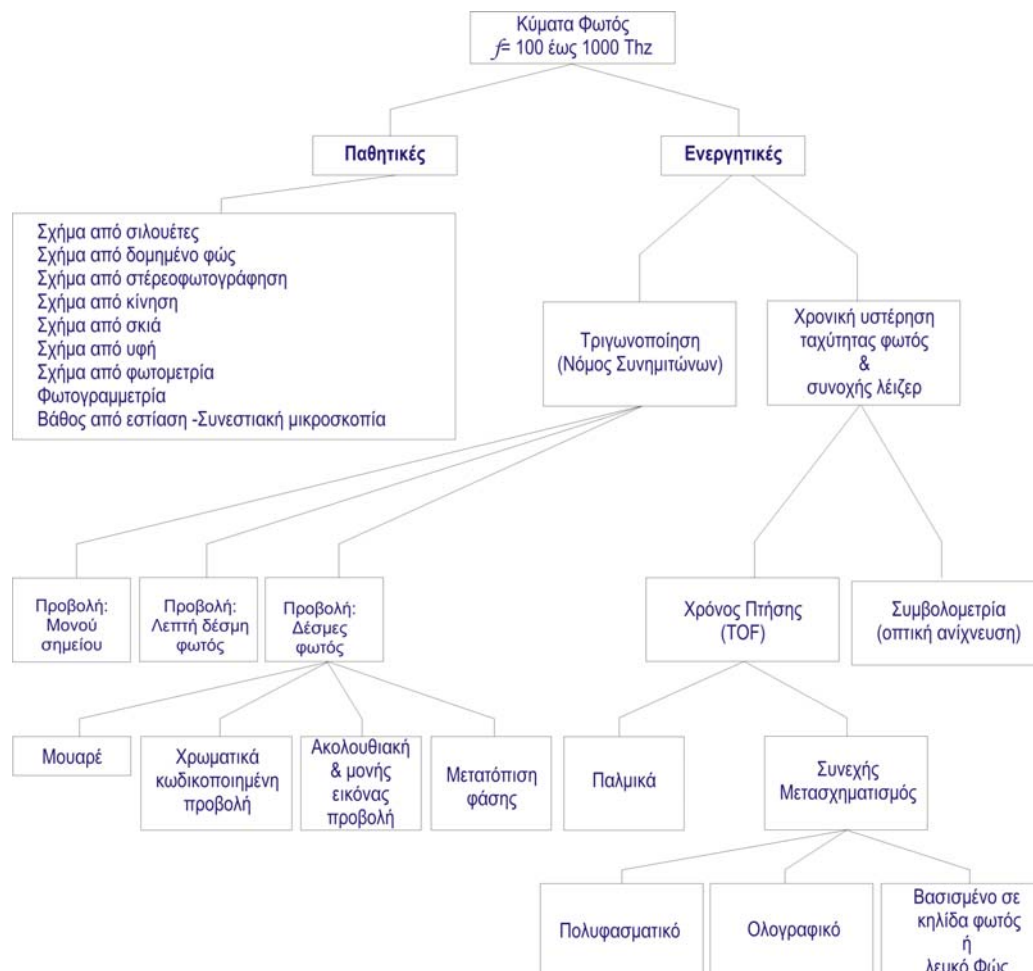 Κύματα Φωτός
f= 100 έως 1000 Thz
Παθητικές
Ενεργητικές
Σχήμα από σιλουέτες
Σχήμα από δομημένο φώς
Σχήμα από στέρεοφωτογράφηση
Σχήμα από κίνηση
Σχήμα από σκιά
Σχήμα από υφή
Σχήμα από φωτομετρία
Φωτογραμμετρία
Βάθος από εστίαση -Συνεστιακή μικροσκοπία
Τριγωνοποίηση
(Νόμος Συνημιτώνων)
Χρονική υστέρηση
ταχύτητας φωτός
&
συνοχής λέιζερ
Προβολή:
Μονού
σημείου
Προβολή:
Λεπτή δέσμη
φωτός
Προβολή:
Δέσμες
φωτός
Χρόνος Πτήσης
(TOF)
Συμβολομετρία
(οπτική ανίχνευση)
Μουαρέ
Χρωματικά
κωδικοποιημένη
προβολή
Ακολουθιακή
& μονής
εικόνας
προβολή
Μετατόπιση
φάσης
Παλμικά
Συνεχής
Μετασχηματισμός
Πολυφασματικό
Ολογραφικό
Βασισμένο σε
κηλίδα φωτός
ή
λευκό Φώς